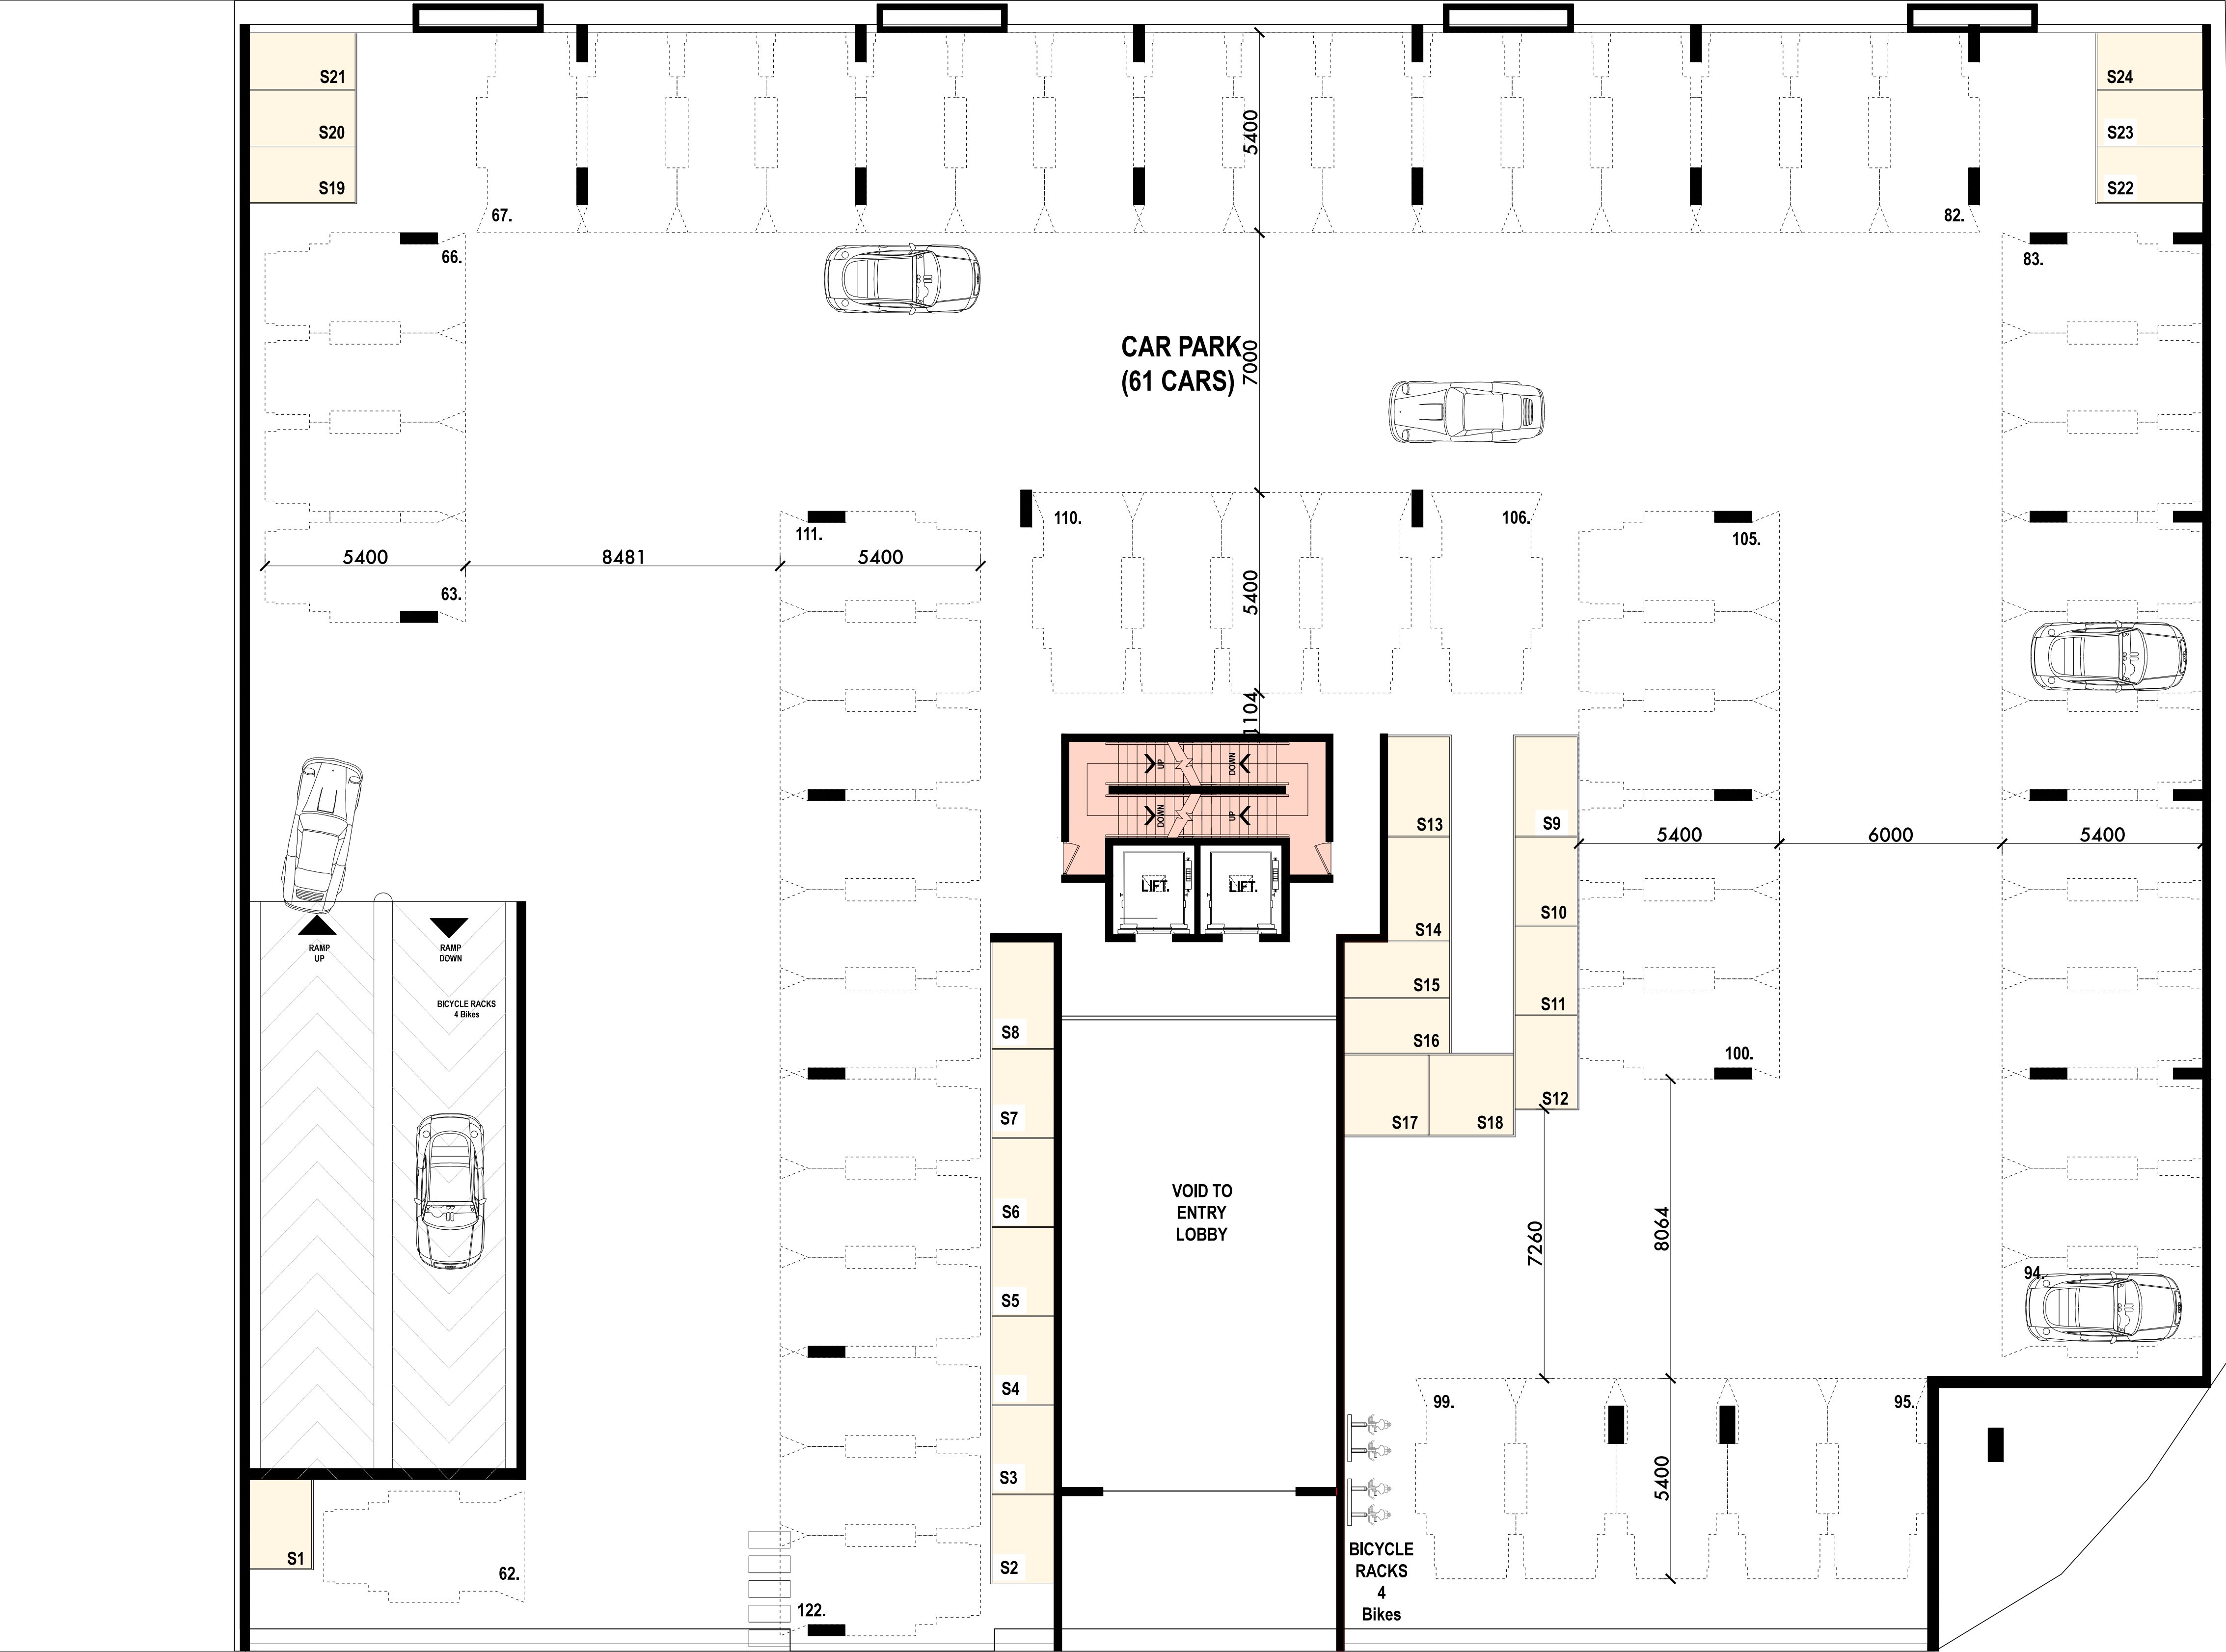 S21
S24
S20
S23
S19
S22
5400
67.
82.
66.
83.
CAR PARK
(61 CARS)
7000
110.
106.
111.
105.
5400
8481
5400
5400
63.
1104
UP
DOWN
DOWN
UP
S13
S9
5400
6000
5400
LIFT.
LIFT.
S10
S14
RAMP
UP
RAMP
DOWN
S15
BICYCLE RACKS
4 Bikes
S11
S8
S16
100.
S12
S7
S17
S18
VOID TO
ENTRY
LOBBY
S6
7260
8064
94.
S5
S4
99.
95.
S3
5400
S1
62.
S2
BICYCLE
RACKS
4
Bikes
122.